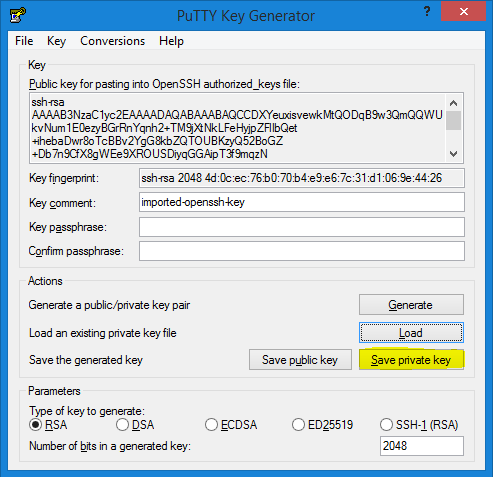 PuTTY Key Generator
?
File Key Conversions Help
Key
Public key for pasting into OpenSSH authorized_keys file:
ssh-rsa
AAAAB3NzaC1yc2EAAAADAQABAAABAQCCDXYeuxisvewkMtQODqB9w3QmQQWU
kvNum1E0ezyBGrRnYqnh2+TM9jXtNkLFeHyjpZFIlbQet
+ihebaDwr8oTcBBv2YgG8kbZQTOUBKzyQ52BoGZ
+Db7n9CfX8gWEe9XROUSDiyqGGAipT3f9mqzN
Key fingerprint: ssh-rsa 2048 4d:0c:ec:76:b0:70:b4:e9:e6:7c:31:d1:06:9e:44:26
Key comment: imported-openssh-key
Key passphrase:
Confirm passphrase:
Actions
Generate a public/private key pair Generate
Load an existing private key file Load
Save the generated key Save public key Save private key
Parameters
Type of key to generate:
RSA DSA ECDSA ED25519 SSH-1 (RSA)
Number of bits in a generated key: 2048